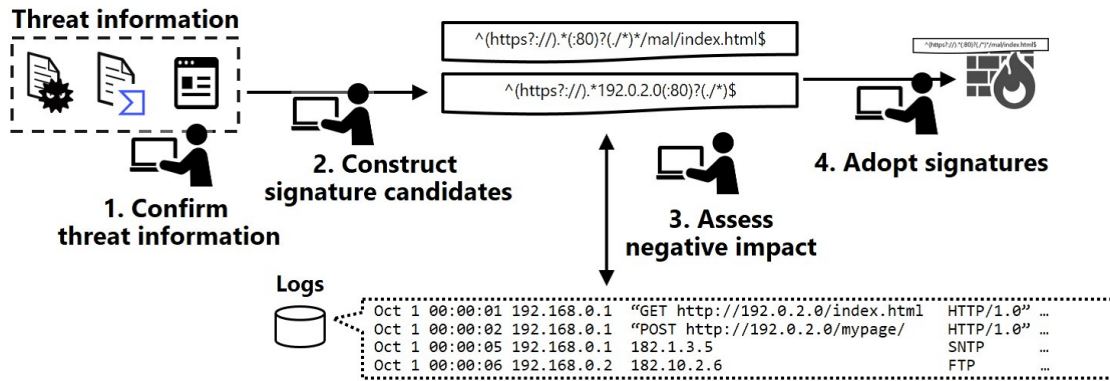 Threat information
^(https?://).*(:80)?(./*)*/mal/index.html$
^(https?://).*192.0.2.0(:80)?(./*)$
^(https?://).*(:80)?(./*)*/mal/index.html$
1. Confirm
threat information
2. Construct
signature candidates
3. Assess
negative impact
4. Adopt signatures
Logs
Oct 1 00:00:01 192.168.0.1 “GET http://192.0.2.0/index.html HTTP/1.0” …
Oct 1 00:00:02 192.168.0.1 “POST http://192.0.2.0/mypage/ HTTP/1.0” …
Oct 1 00:00:05 192.168.0.1 182.1.3.5 SNTP …
Oct 1 00:00:06 192.168.0.2 182.10.2.6 FTP …